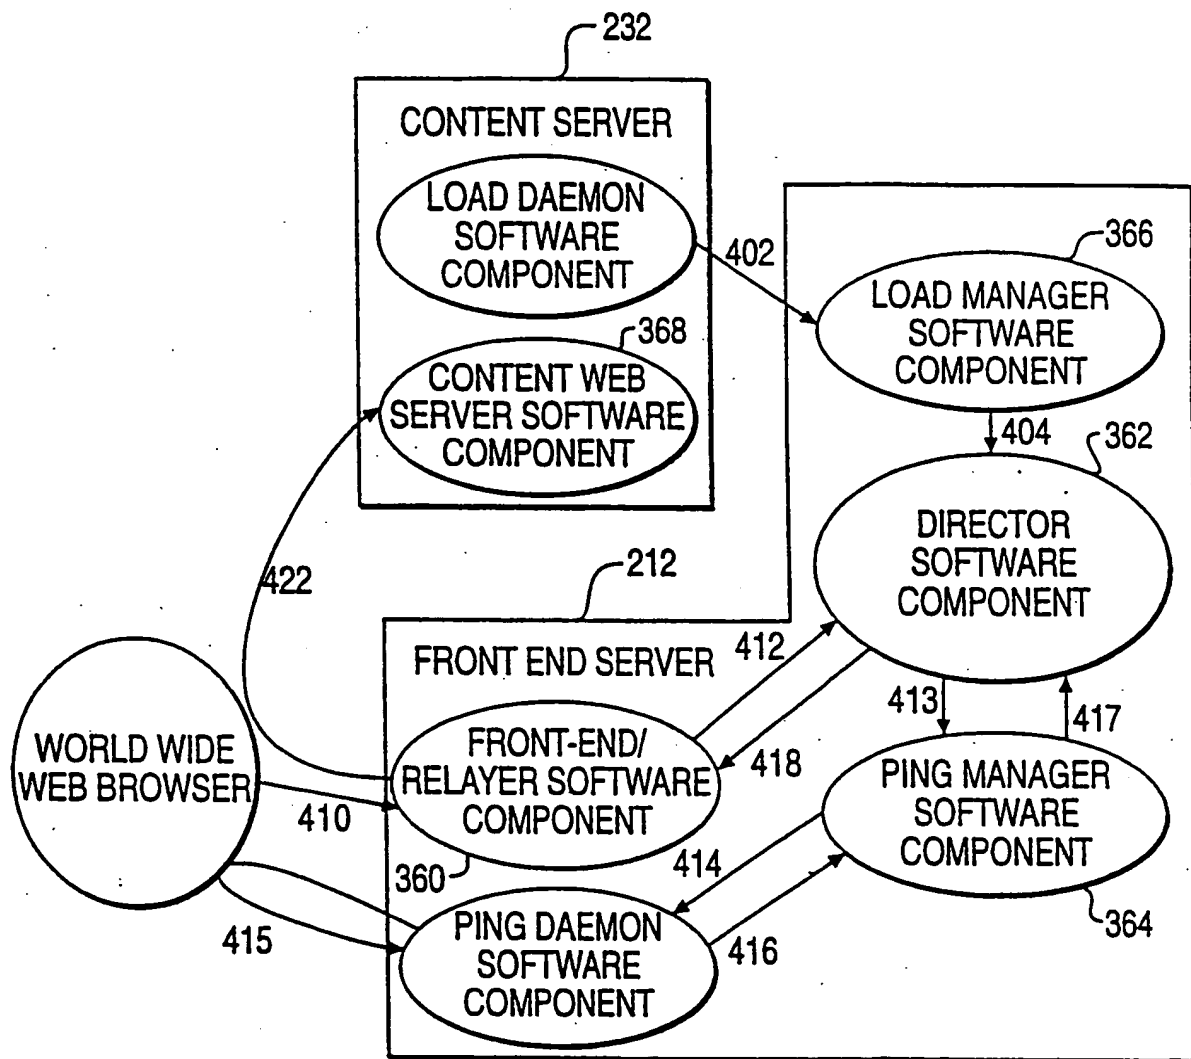 232
CONTENT SERVER
LOAD DAEMON
SOFTWARE
COMPONENT
402
366
LOAD MANAGER
SOFTWARE
COMPONENT
368
CONTENT WEB
SERVER SOFTWARE
COMPONENT
404
362
DIRECTOR
SOFTWARE
COMPONENT
422
212
FRONT END SERVER
412
413
417
418
WORLD WIDE
WEB BROWSER
410
FRONT-END/
RELAYER SOFTWARE
COMPONENT
360
PING MANAGER
SOFTWARE
COMPONENT
364
414
415
PING DAEMON
SOFTWARE
COMPONENT
416